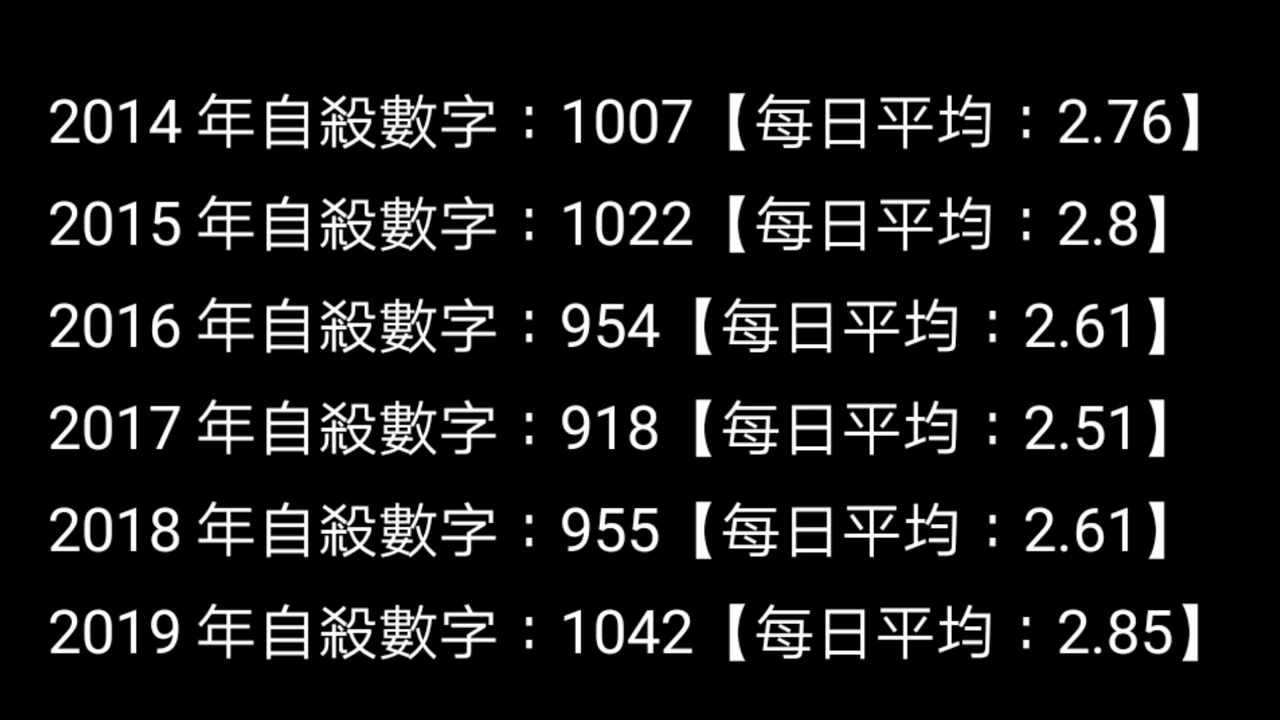 2014 年自殺數字：1007【每日平均：2.76】
2015 年自殺數字：1022【每日平均：2.8】
2016 年自殺數字：954【每日平均：2.61】
2017 年自殺數字：918【每日平均：2.51】
2018 年自殺數字：955【每日平均：2.61】
2019 年自殺數字：1042【每日平均：2.85】